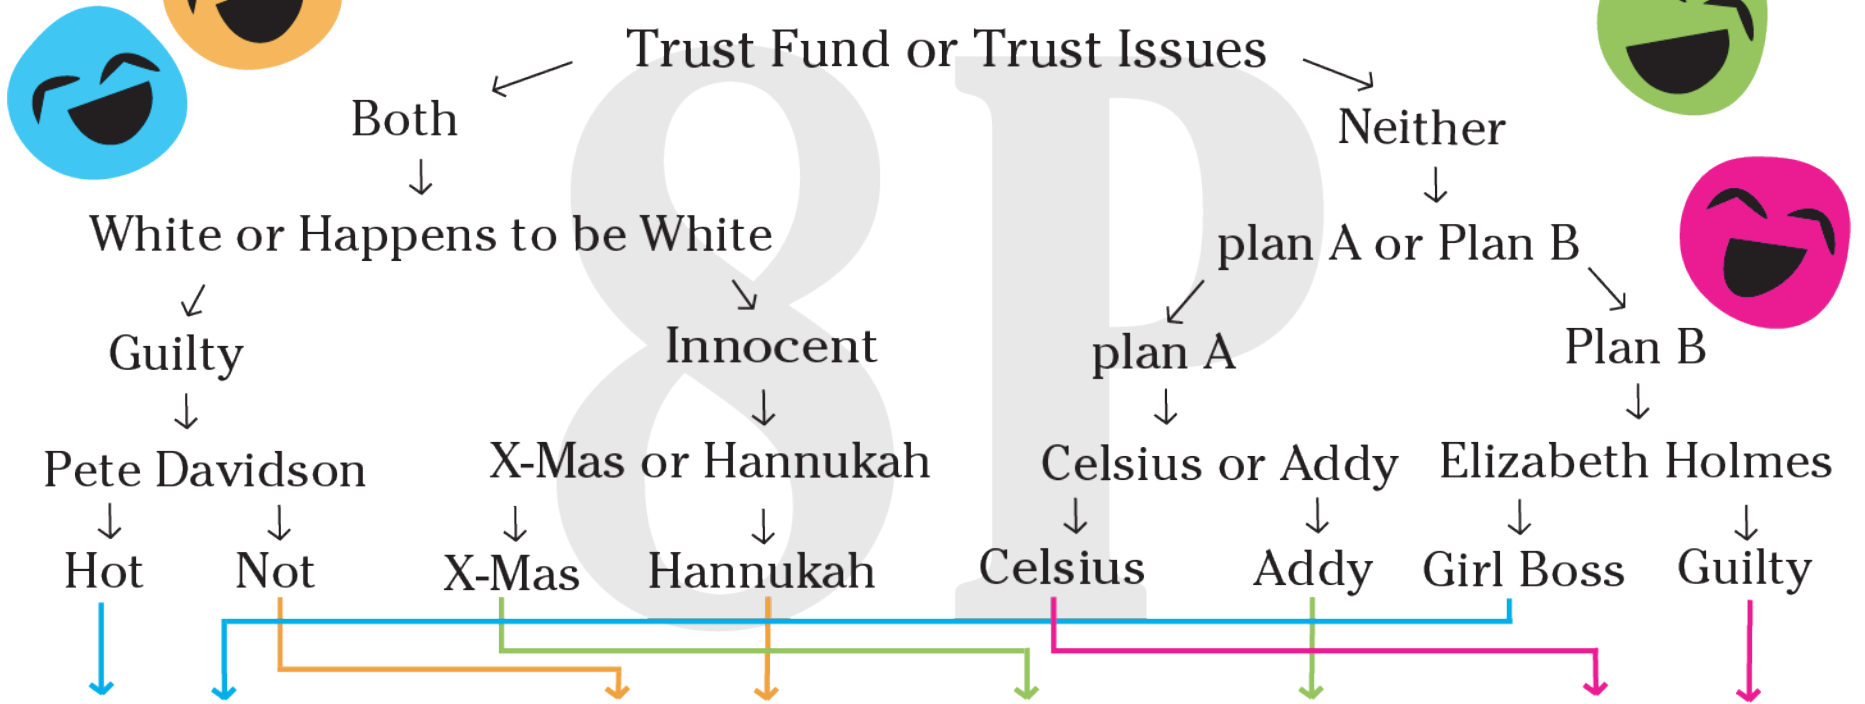 Trust Fund or Trust Issues
Both
Neither
White or Happens to be White
plan A or Plan B
Guilty
Innocent
plan A
Plan B
Pete Davidson
X-Mas or Hannukah
Celsius or Addy
Elizabeth Holmes
Hot
Not
X-Mas
Hannukah
Celsius
Addy
Girl Boss
Guilty
8P